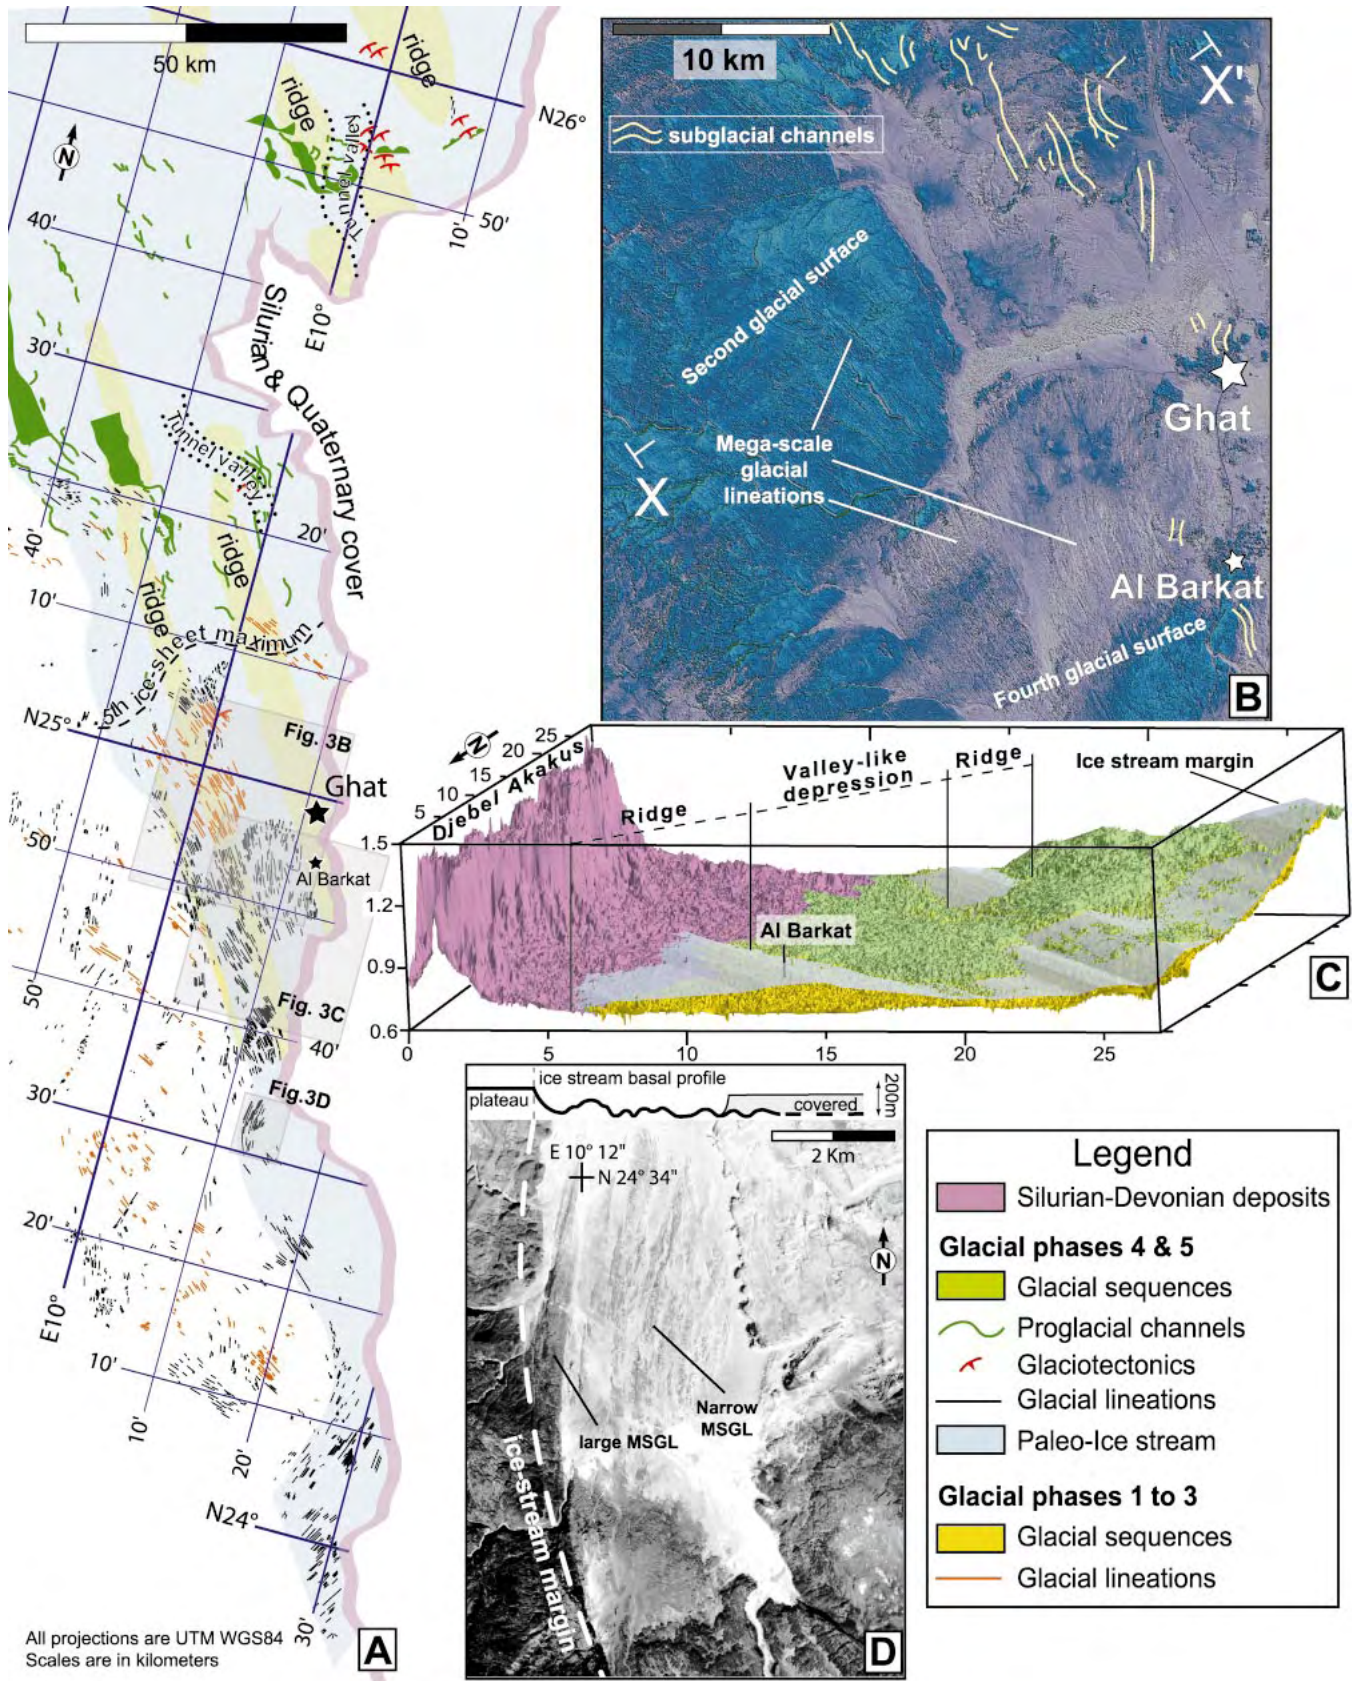 50 km
N
ridge
ridge
Tunnel valley
N26°
50'
10'
40'
E10°
Silurian & Quaternary cover
30'
Tunnel valley
20'
40'
ridge
ridge
10'
5th ice-sheet maximum
N25°
Fig. 3B
Ghat
50'
Al Barkat
50'
Fig. 3C
40'
30'
Fig.3D
20'
E10°
10'
10'
20'
N24°
30'
All projections are UTM WGS84
Scales are in kilometers
A
10 km
X'
subglacial channels
Second glacial surface
Ghat
Mega-scale
glacial
lineations
X
Al Barkat
Fourth glacial surface
B
N
5 10 15 20 25
Djebel Akakus
Ridge
Valley-like
depression
Ridge
Ice stream margin
Al Barkat
1.5
1.2
0.9
0.6
0 5 10 15 20 25
C
ice stream basal profile
plateau
covered
200m
2 Km
E 10° 12"
N 24° 34"
N
Narrow
MSGL
large MSGL
ice-stream margin
D
Legend
Silurian-Devonian deposits
Glacial phases 4 & 5
Glacial sequences
Proglacial channels
Glaciotectonics
Glacial lineations
Paleo-Ice stream
Glacial phases 1 to 3
Glacial sequences
Glacial lineations